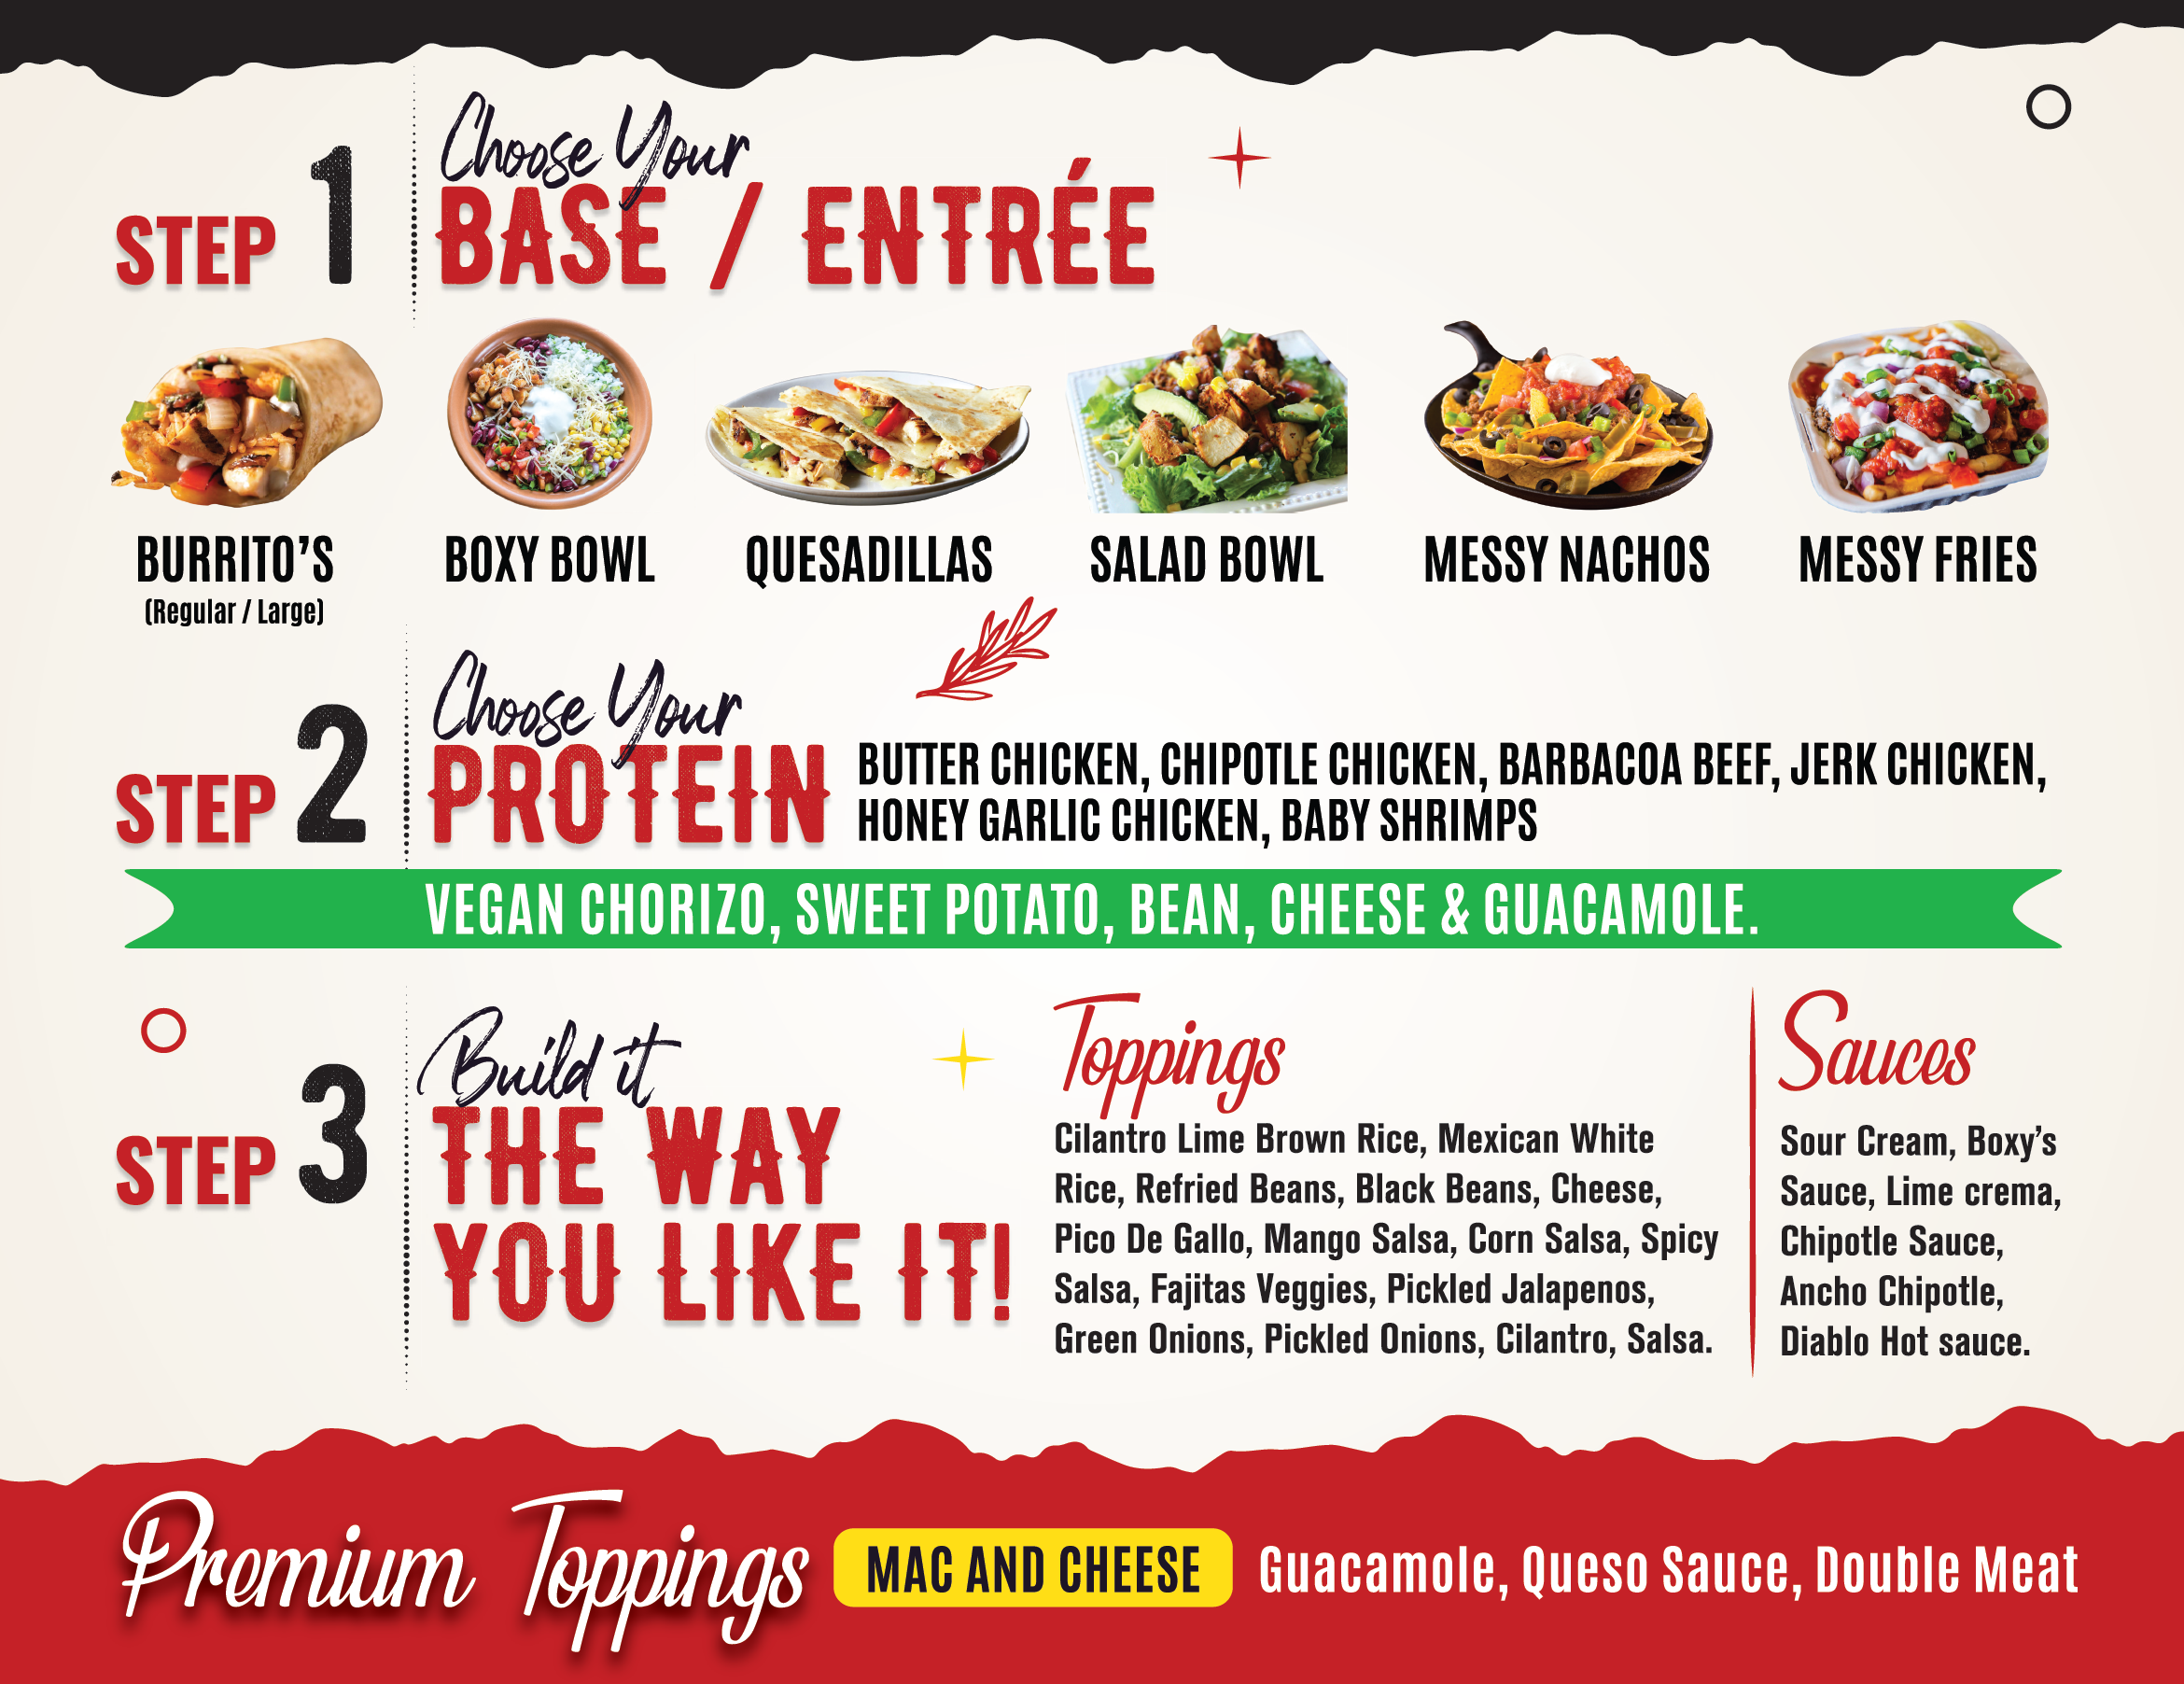 STEP 1
Choose Your
BASE / ENTRÉE
BURRITO’S
(Regular / Large)
BOXY BOWL
QUESADILLAS
SALAD BOWL
MESSY NACHOS
MESSY FRIES
STEP 2
Choose Your
PROTEIN
BUTTER CHICKEN, CHIPOTLE CHICKEN, BARBACOA BEEF, JERK CHICKEN,
HONEY GARLIC CHICKEN, BABY SHRIMPS
VEGAN CHORIZO, SWEET POTATO, BEAN, CHEESE & GUACAMOLE.
STEP 3
Build it
THE WAY
YOU LIKE IT!
Toppings
Cilantro Lime Brown Rice, Mexican White
Rice, Refried Beans, Black Beans, Cheese,
Pico De Gallo, Mango Salsa, Corn Salsa, Spicy
Salsa, Fajitas Veggies, Pickled Jalapenos,
Green Onions, Pickled Onions, Cilantro, Salsa.
Sauces
Sour Cream, Boxy’s
Sauce, Lime crema,
Chipotle Sauce,
Ancho Chipotle,
Diablo Hot sauce.
Premium Toppings
MAC AND CHEESE
Guacamole, Queso Sauce, Double Meat